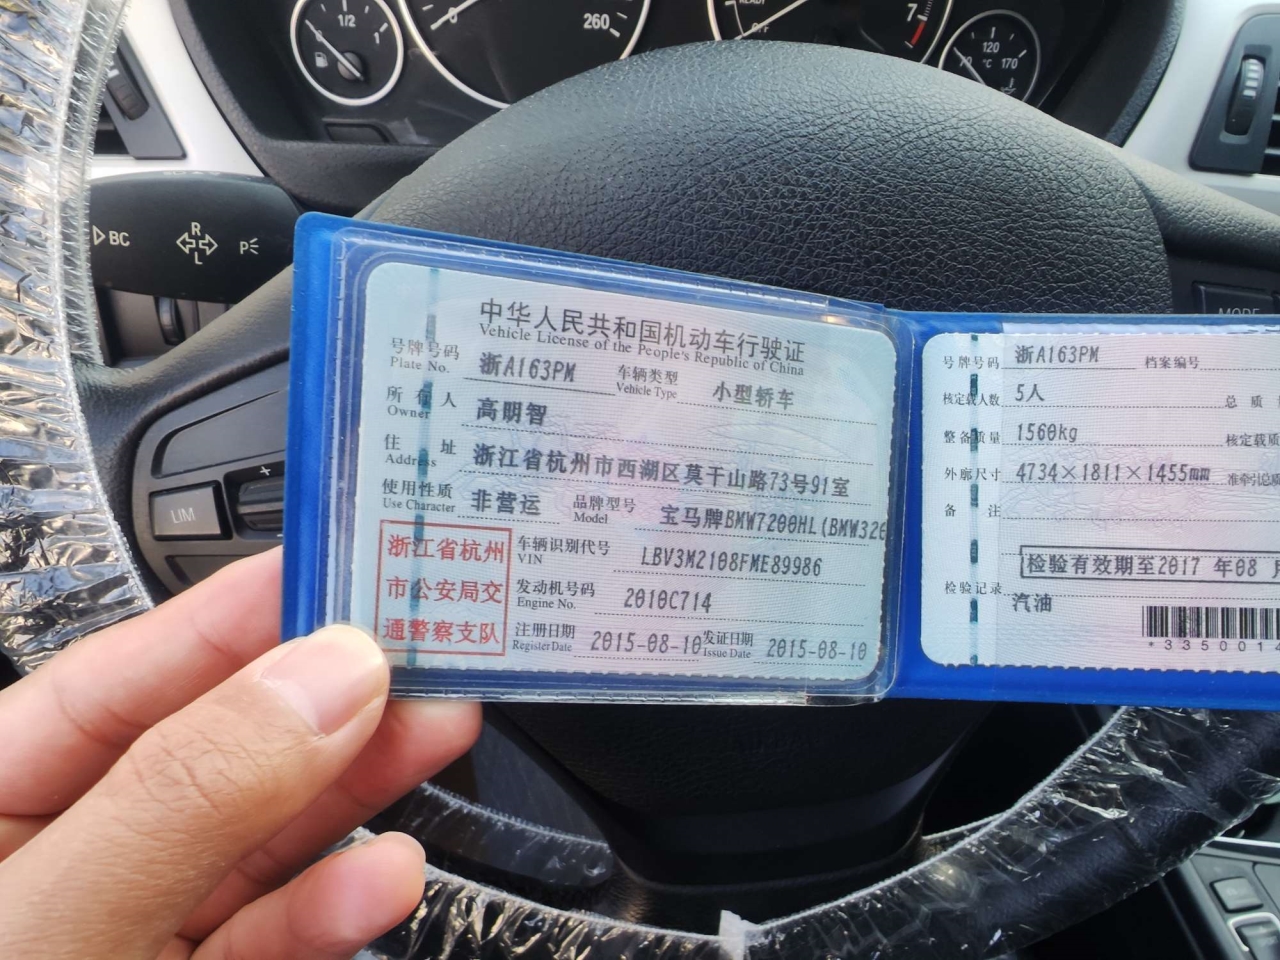 1/2
1
0
260
READY
OFF
7
120
70 °C 170
BC
R
L
P
LIM
+
MODE
中华人民共和国机动车行驶证
Vehicle License of the People's Republic of China
号牌号码 浙A163PM 车辆类型 小型轿车
Plate No. Vehicle Type
所有人 高明智
Owner
住址 浙江省杭州市西湖区莫干山路73号91室
Address
使用性质 非营运 品牌型号 宝马牌BMW7200HL(BMW320
Use Character Model
浙江省杭州
市公安局交
通警察支队
车辆识别代号 LBV3M2108FME89986
VIN
发动机号码 2010C714
Engine No.
注册日期 2015-08-10 发证日期 2015-08-10
Register Date Issue Date
号牌号码 浙A163PM 档案编号
核定载人数 5人 总质
整备质量 1560kg 核定载质
外廓尺寸 4734×1811×1455mm 准牵引总质
备注
检验有效期至2017 年08 月
检验记录
汽油
*3350014